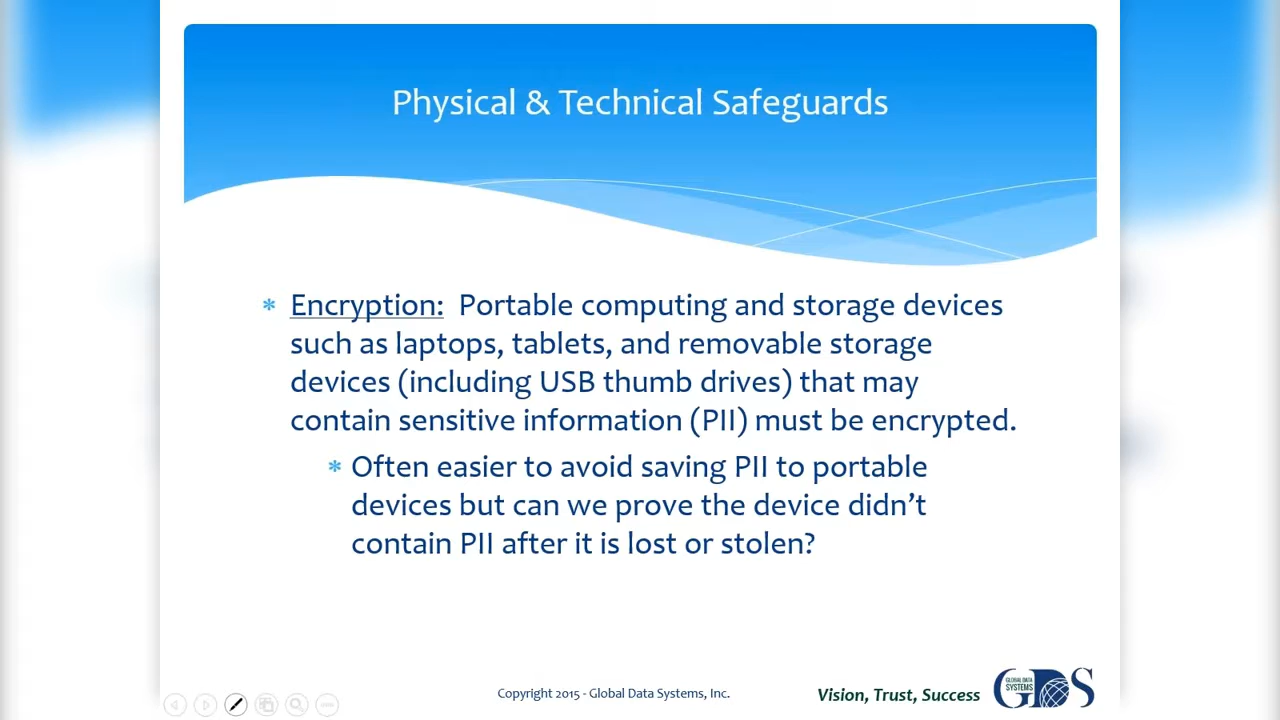 Physical & Technical Safeguards
* Encryption: Portable computing and storage devices
such as laptops, tablets, and removable storage
devices (including USB thumb drives) that may
contain sensitive information (PII) must be encrypted.
* Often easier to avoid saving PII to portable
devices but can we prove the device didn't
contain PII after it is lost or stolen?
Copyright 2015 - Global Data Systems, Inc.
Vision, Trust, Success
GLOBAL DATA
SYSTEMS
GDS